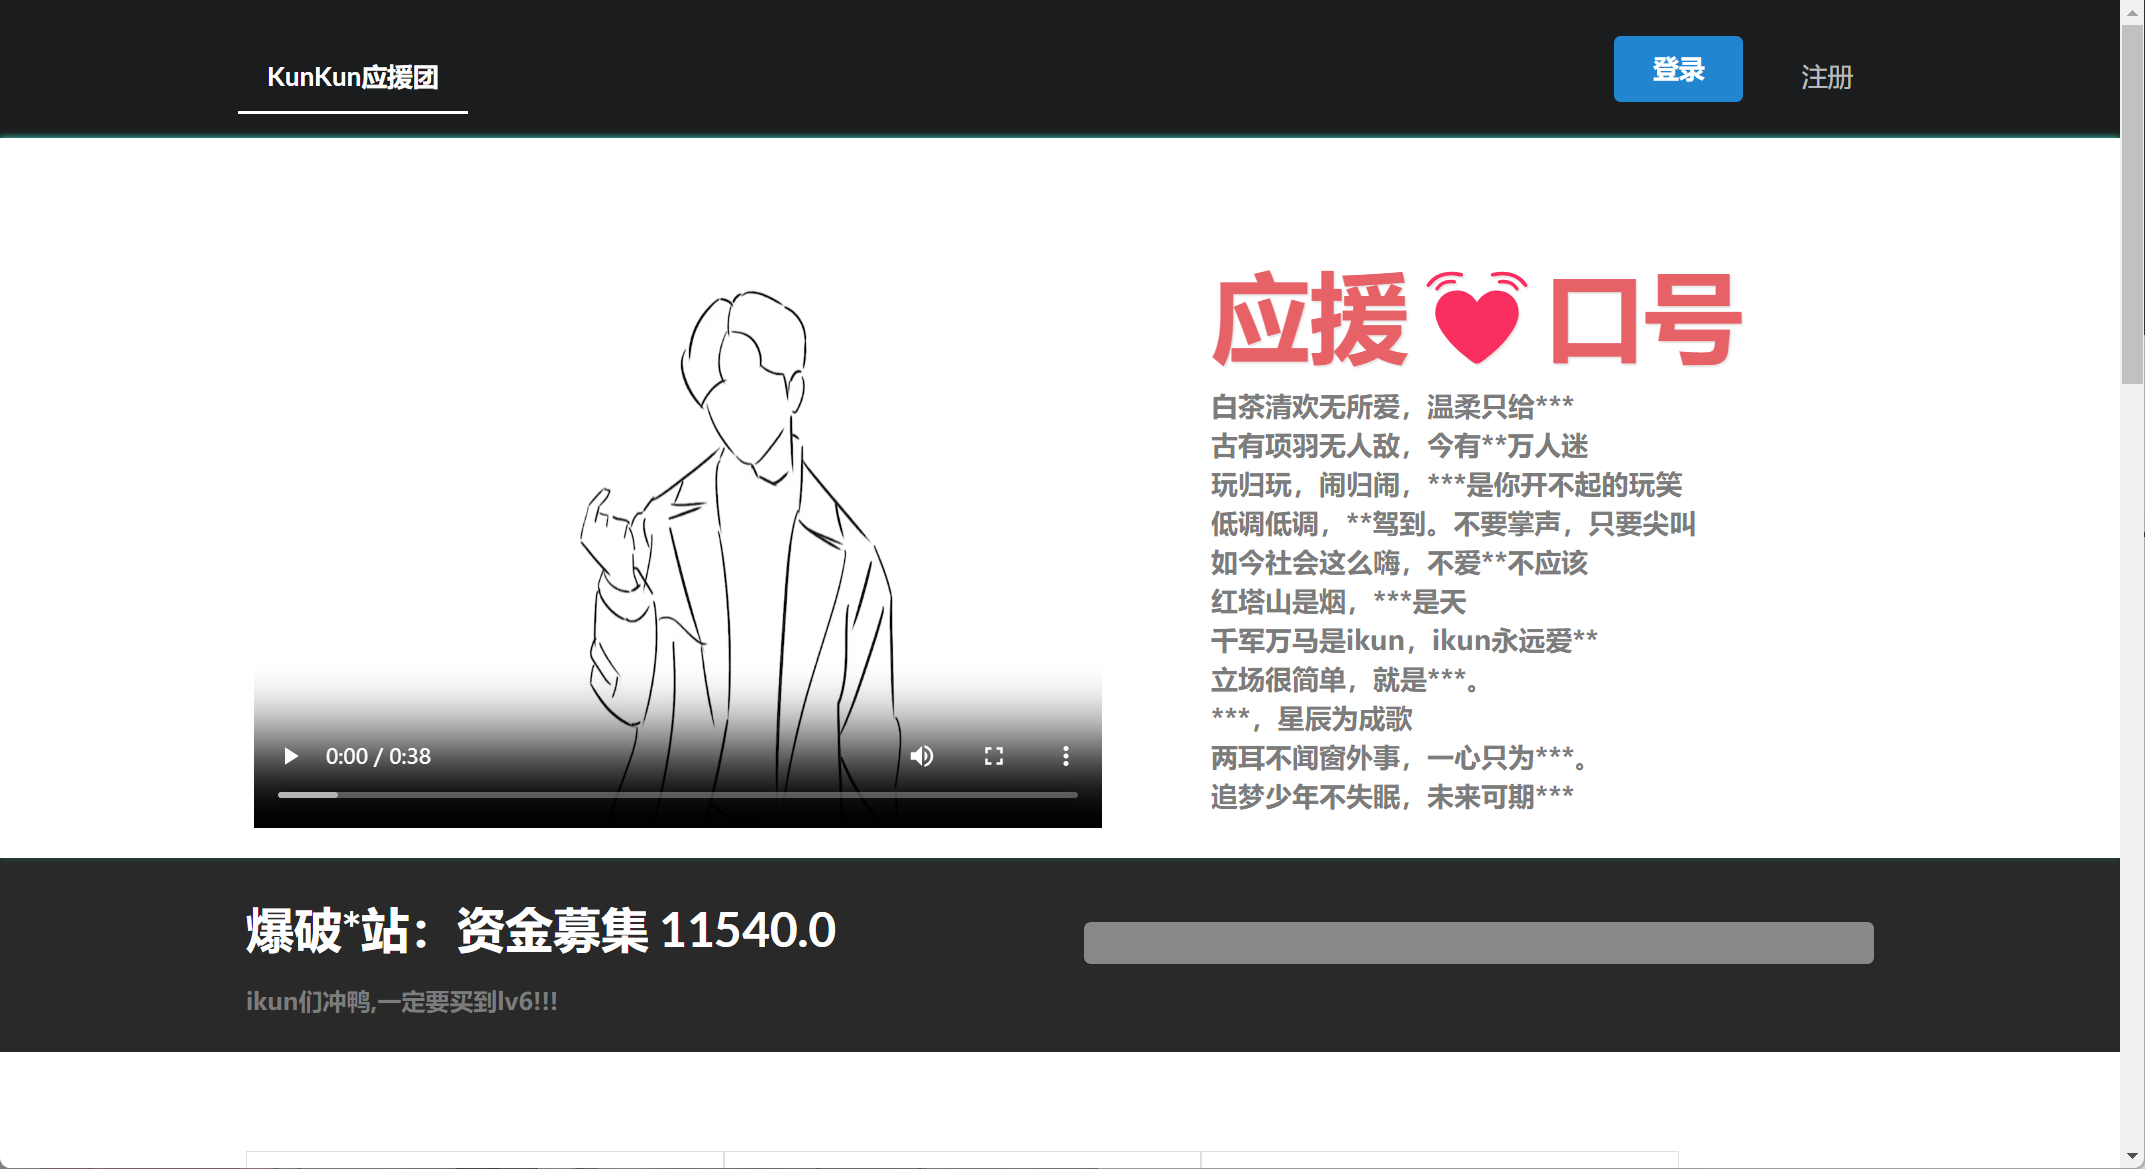 KunKun应援团
登录
注册
应援💓口号
白茶清欢无所爱，温柔只给***
古有项羽无人敌，今有**万人迷
玩归玩，闹归闹，***是你开不起的玩笑
低调低调，**驾到。不要掌声，只要尖叫
如今社会这么嗨，不爱**不应该
红塔山是烟，***是天
千军万马是ikun，ikun永远爱**
立场很简单，就是***。
***，星辰为成歌
两耳不闻窗外事，一心只为***。
追梦少年不失眠，未来可期***
0:00 / 0:38
爆破*站：资金募集 11540.0
ikun们冲鸭,一定要买到lv6!!!